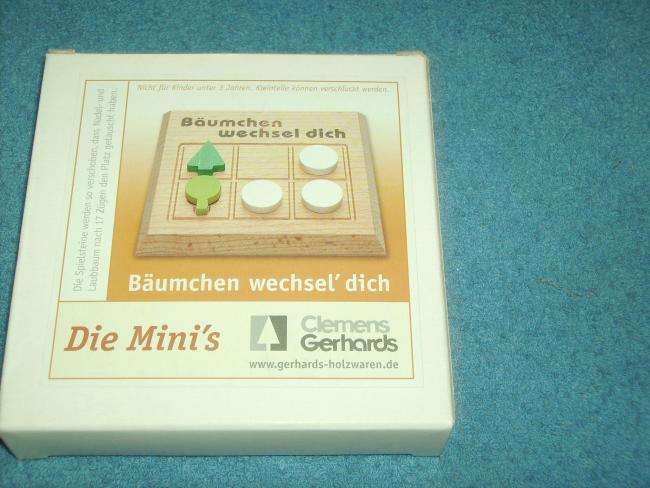 Nicht für Kinder unter 3 Jahren. Kleinteile können verschluckt werden.
Die Spielsteine werden so verschoben, dass Nadel- und
Laubbaum nach 17 Zügen den Platz getauscht haben.
Bäumchen
wechsel dich
Bäumchen wechsel' dich
Die Mini's
Clemens
Gerhards
www.gerhards-holzwaren.de